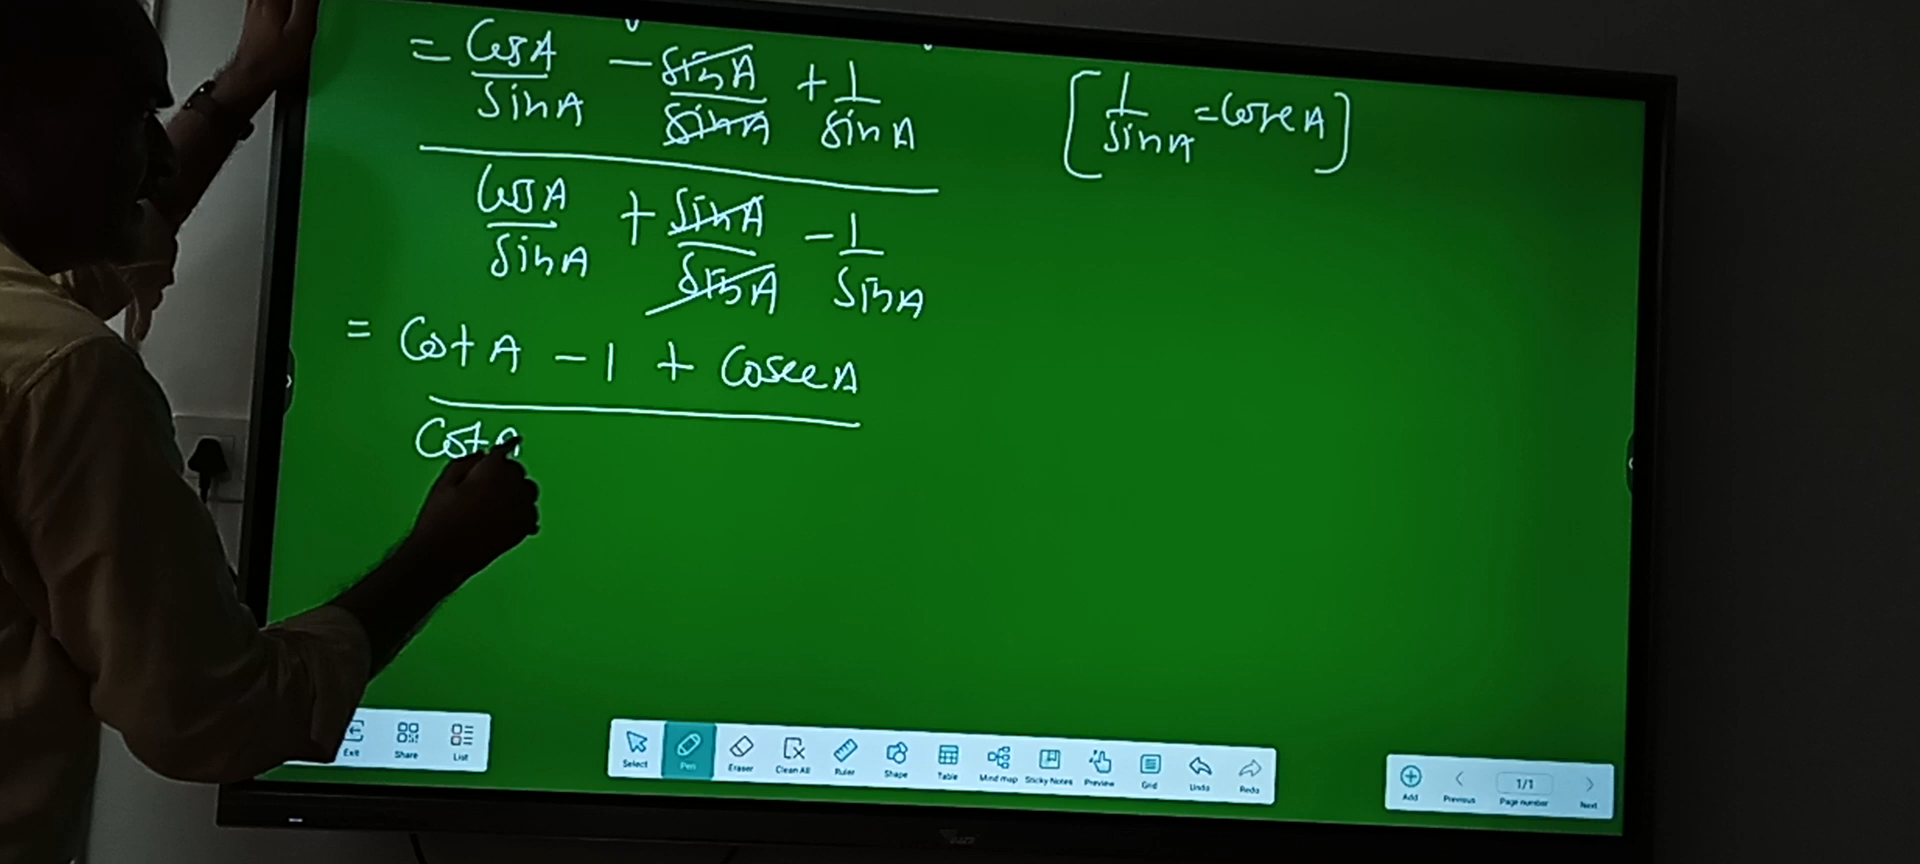 = CosA/SinA - SinA/SinA + 1/SinA [1/SinA = CosecA]
CosA/SinA + SinA/SinA - 1/SinA
= Cot A - 1 + Cosec A
Cot A
Exit Share List
Select Pen Eraser Clean All Ruler Shape Table Mind map Sticky Notes Preview Grid Undo Redo
Add Previous 1/1 Page number Next